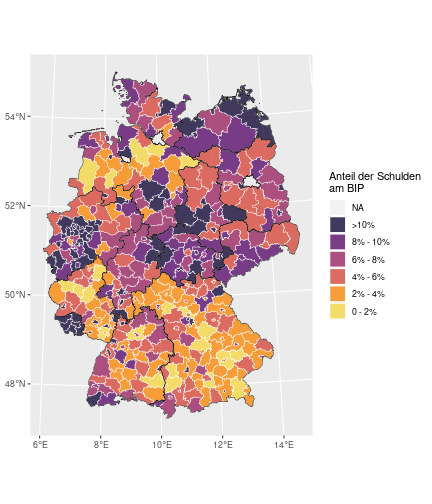 54°N
52°N
50°N
48°N
6°E 8°E 10°E 12°E 14°E
Anteil der Schulden
am BIP
NA
>10%
8% - 10%
6% - 8%
4% - 6%
2% - 4%
0 - 2%